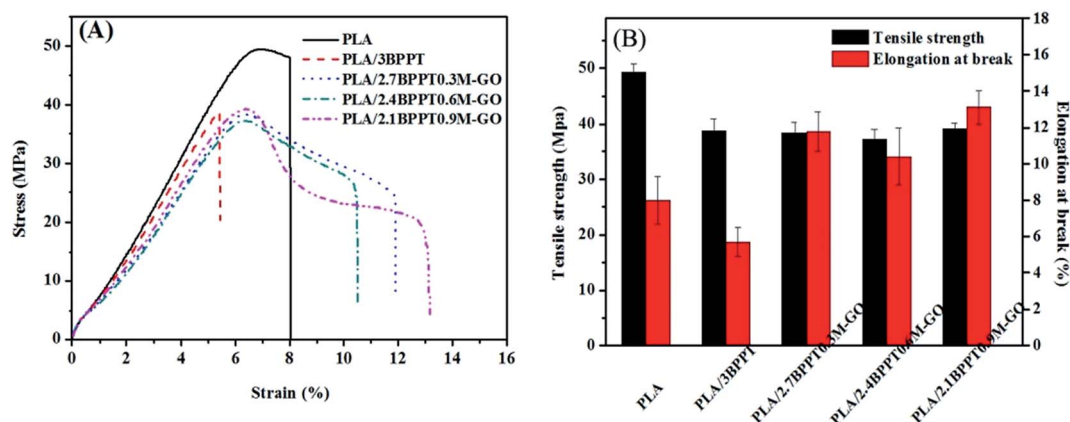 (A)
PLA
PLA/3BPPT
PLA/2.7BPPT0.3M-GO
PLA/2.4BPPT0.6M-GO
PLA/2.1BPPT0.9M-GO
Stress (MPa)
50
40
30
20
10
0
0 2 4 6 8 10 12 14 16
Strain (%)
(B)
Tensile strength
Elongation at break
Tensile strength (Mpa)
50
40
30
20
10
0
18
16
14
12
10
8
6
4
2
0
Elongation at break (%)
PLA
PLA/3BPPT
PLA/2.7BPPT0.3M-GO
PLA/2.4BPPT0.6M-GO
PLA/2.1BPPT0.9M-GO